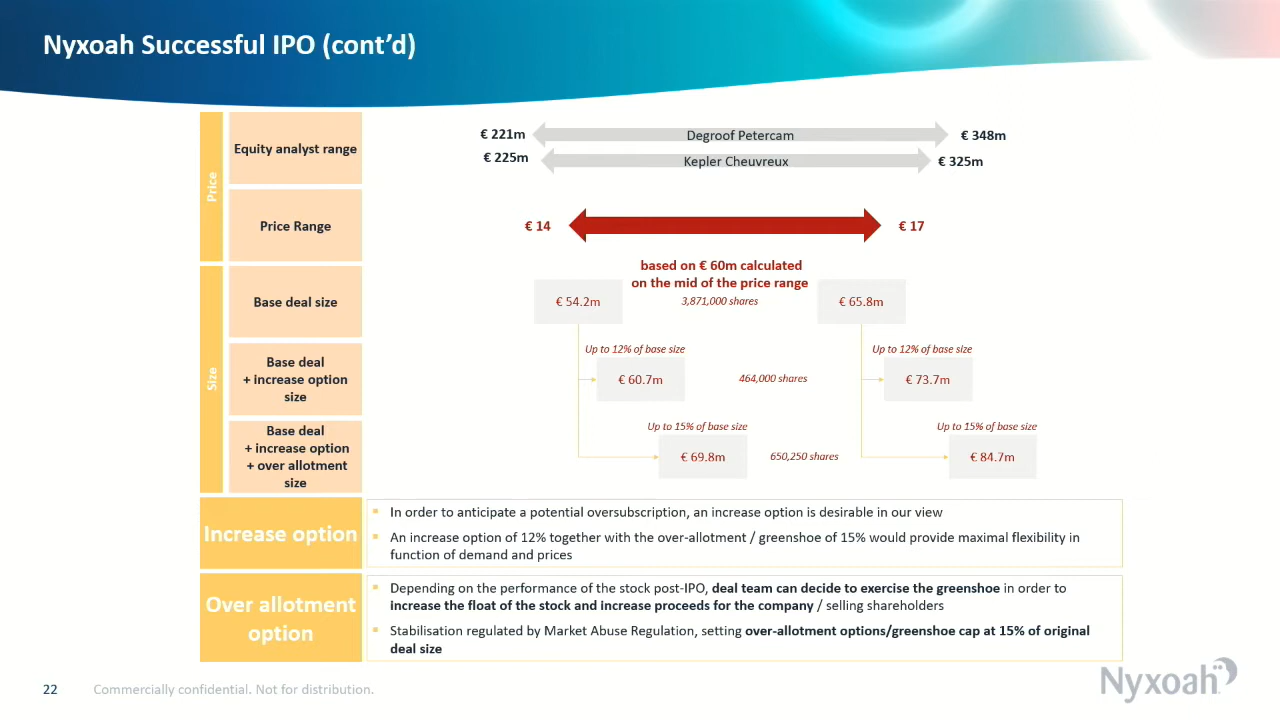 Nyxoah Successful IPO (cont’d)
Price
Equity analyst range
€ 221m
Degroof Petercam
€ 348m
€ 225m
Kepler Cheuvreux
€ 325m
Price Range
€ 14
€ 17
based on € 60m calculated
on the mid of the price range
Size
Base deal size
€ 54.2m
3,871,000 shares
€ 65.8m
Base deal
+ increase option
size
Up to 12% of base size
Up to 12% of base size
€ 60.7m
464,000 shares
€ 73.7m
Base deal
+ increase option
+ over allotment
size
Up to 15% of base size
Up to 15% of base size
€ 69.8m
650,250 shares
€ 84.7m
Increase option
▪ In order to anticipate a potential oversubscription, an increase option is desirable in our view
▪ An increase option of 12% together with the over-allotment / greenshoe of 15% would provide maximal flexibility in
function of demand and prices
Over allotment
option
▪ Depending on the performance of the stock post-IPO, deal team can decide to exercise the greenshoe in order to
increase the float of the stock and increase proceeds for the company / selling shareholders
▪ Stabilisation regulated by Market Abuse Regulation, setting over-allotment options/greenshoe cap at 15% of original
deal size
22
Commercially confidential. Not for distribution.
Nyxoah